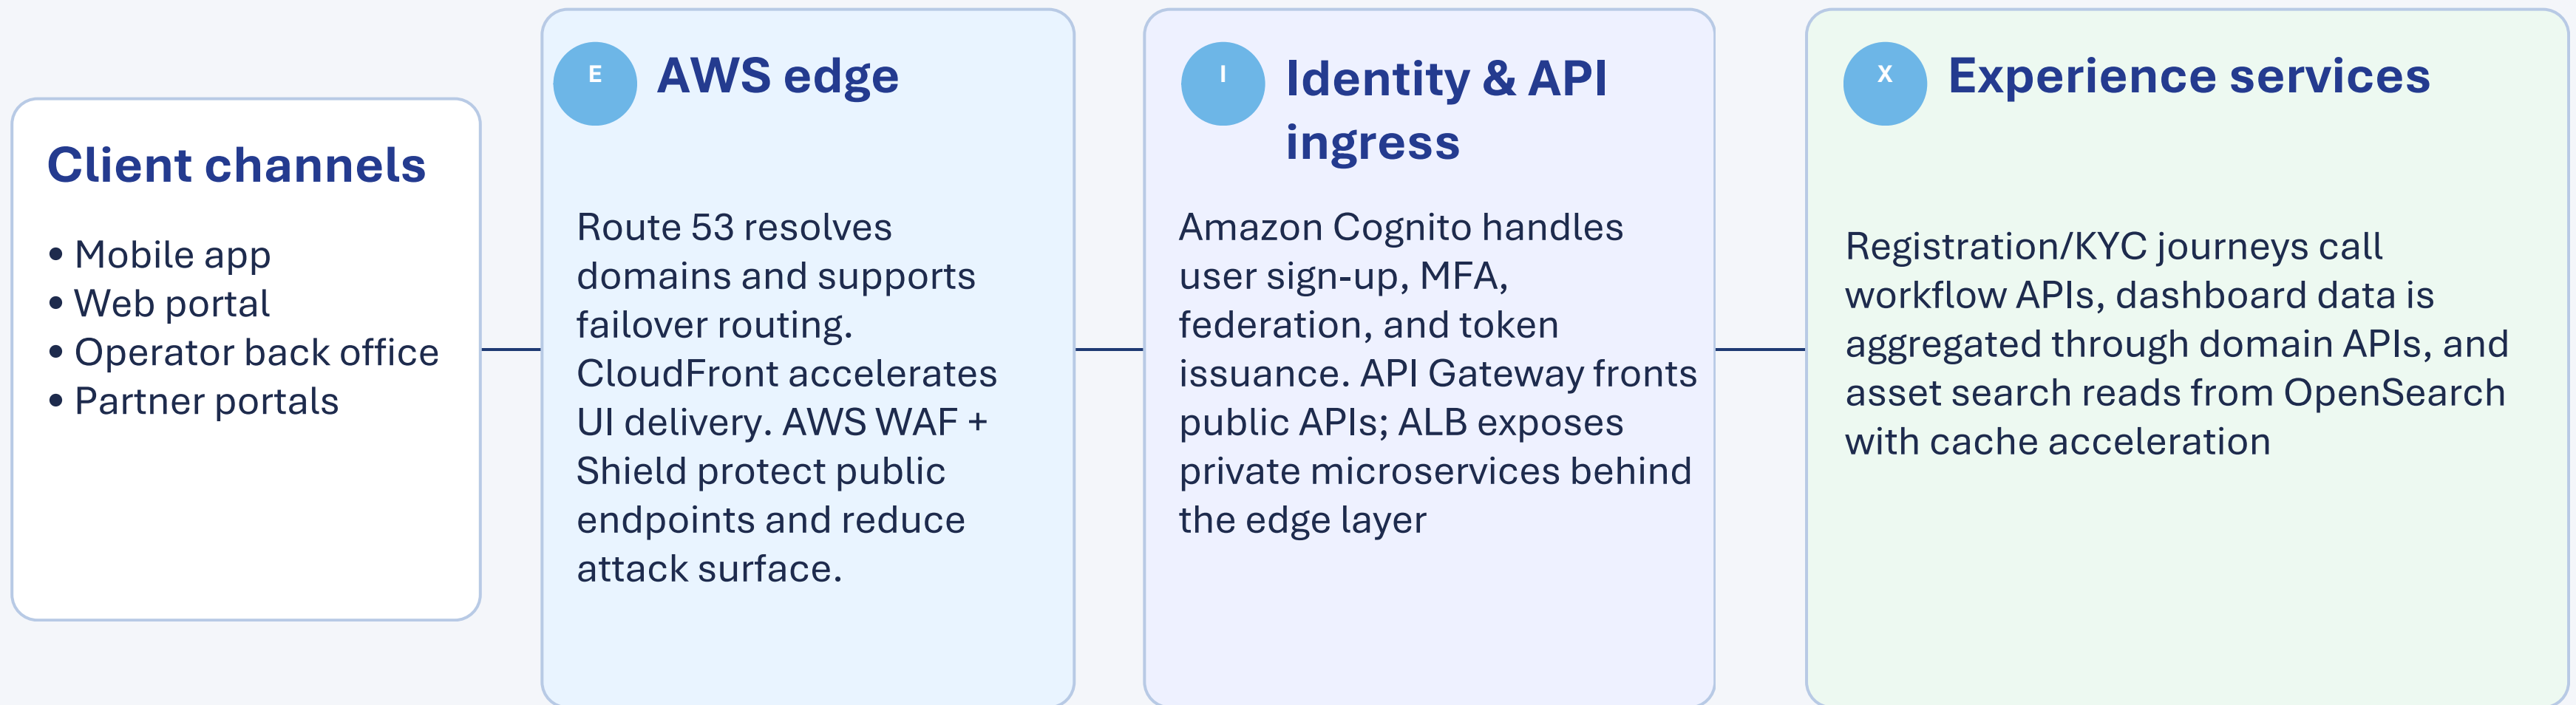 Client channels
• Mobile app
• Web portal
• Operator back office
• Partner portals
E
AWS edge
Route 53 resolves
domains and supports
failover routing.
CloudFront accelerates
UI delivery. AWS WAF +
Shield protect public
endpoints and reduce
attack surface.
I
Identity & API
ingress
Amazon Cognito handles
user sign-up, MFA,
federation, and token
issuance. API Gateway fronts
public APIs; ALB exposes
private microservices behind
the edge layer
X
Experience services
Registration/KYC journeys call
workflow APIs, dashboard data is
aggregated through domain APIs, and
asset search reads from OpenSearch
with cache acceleration